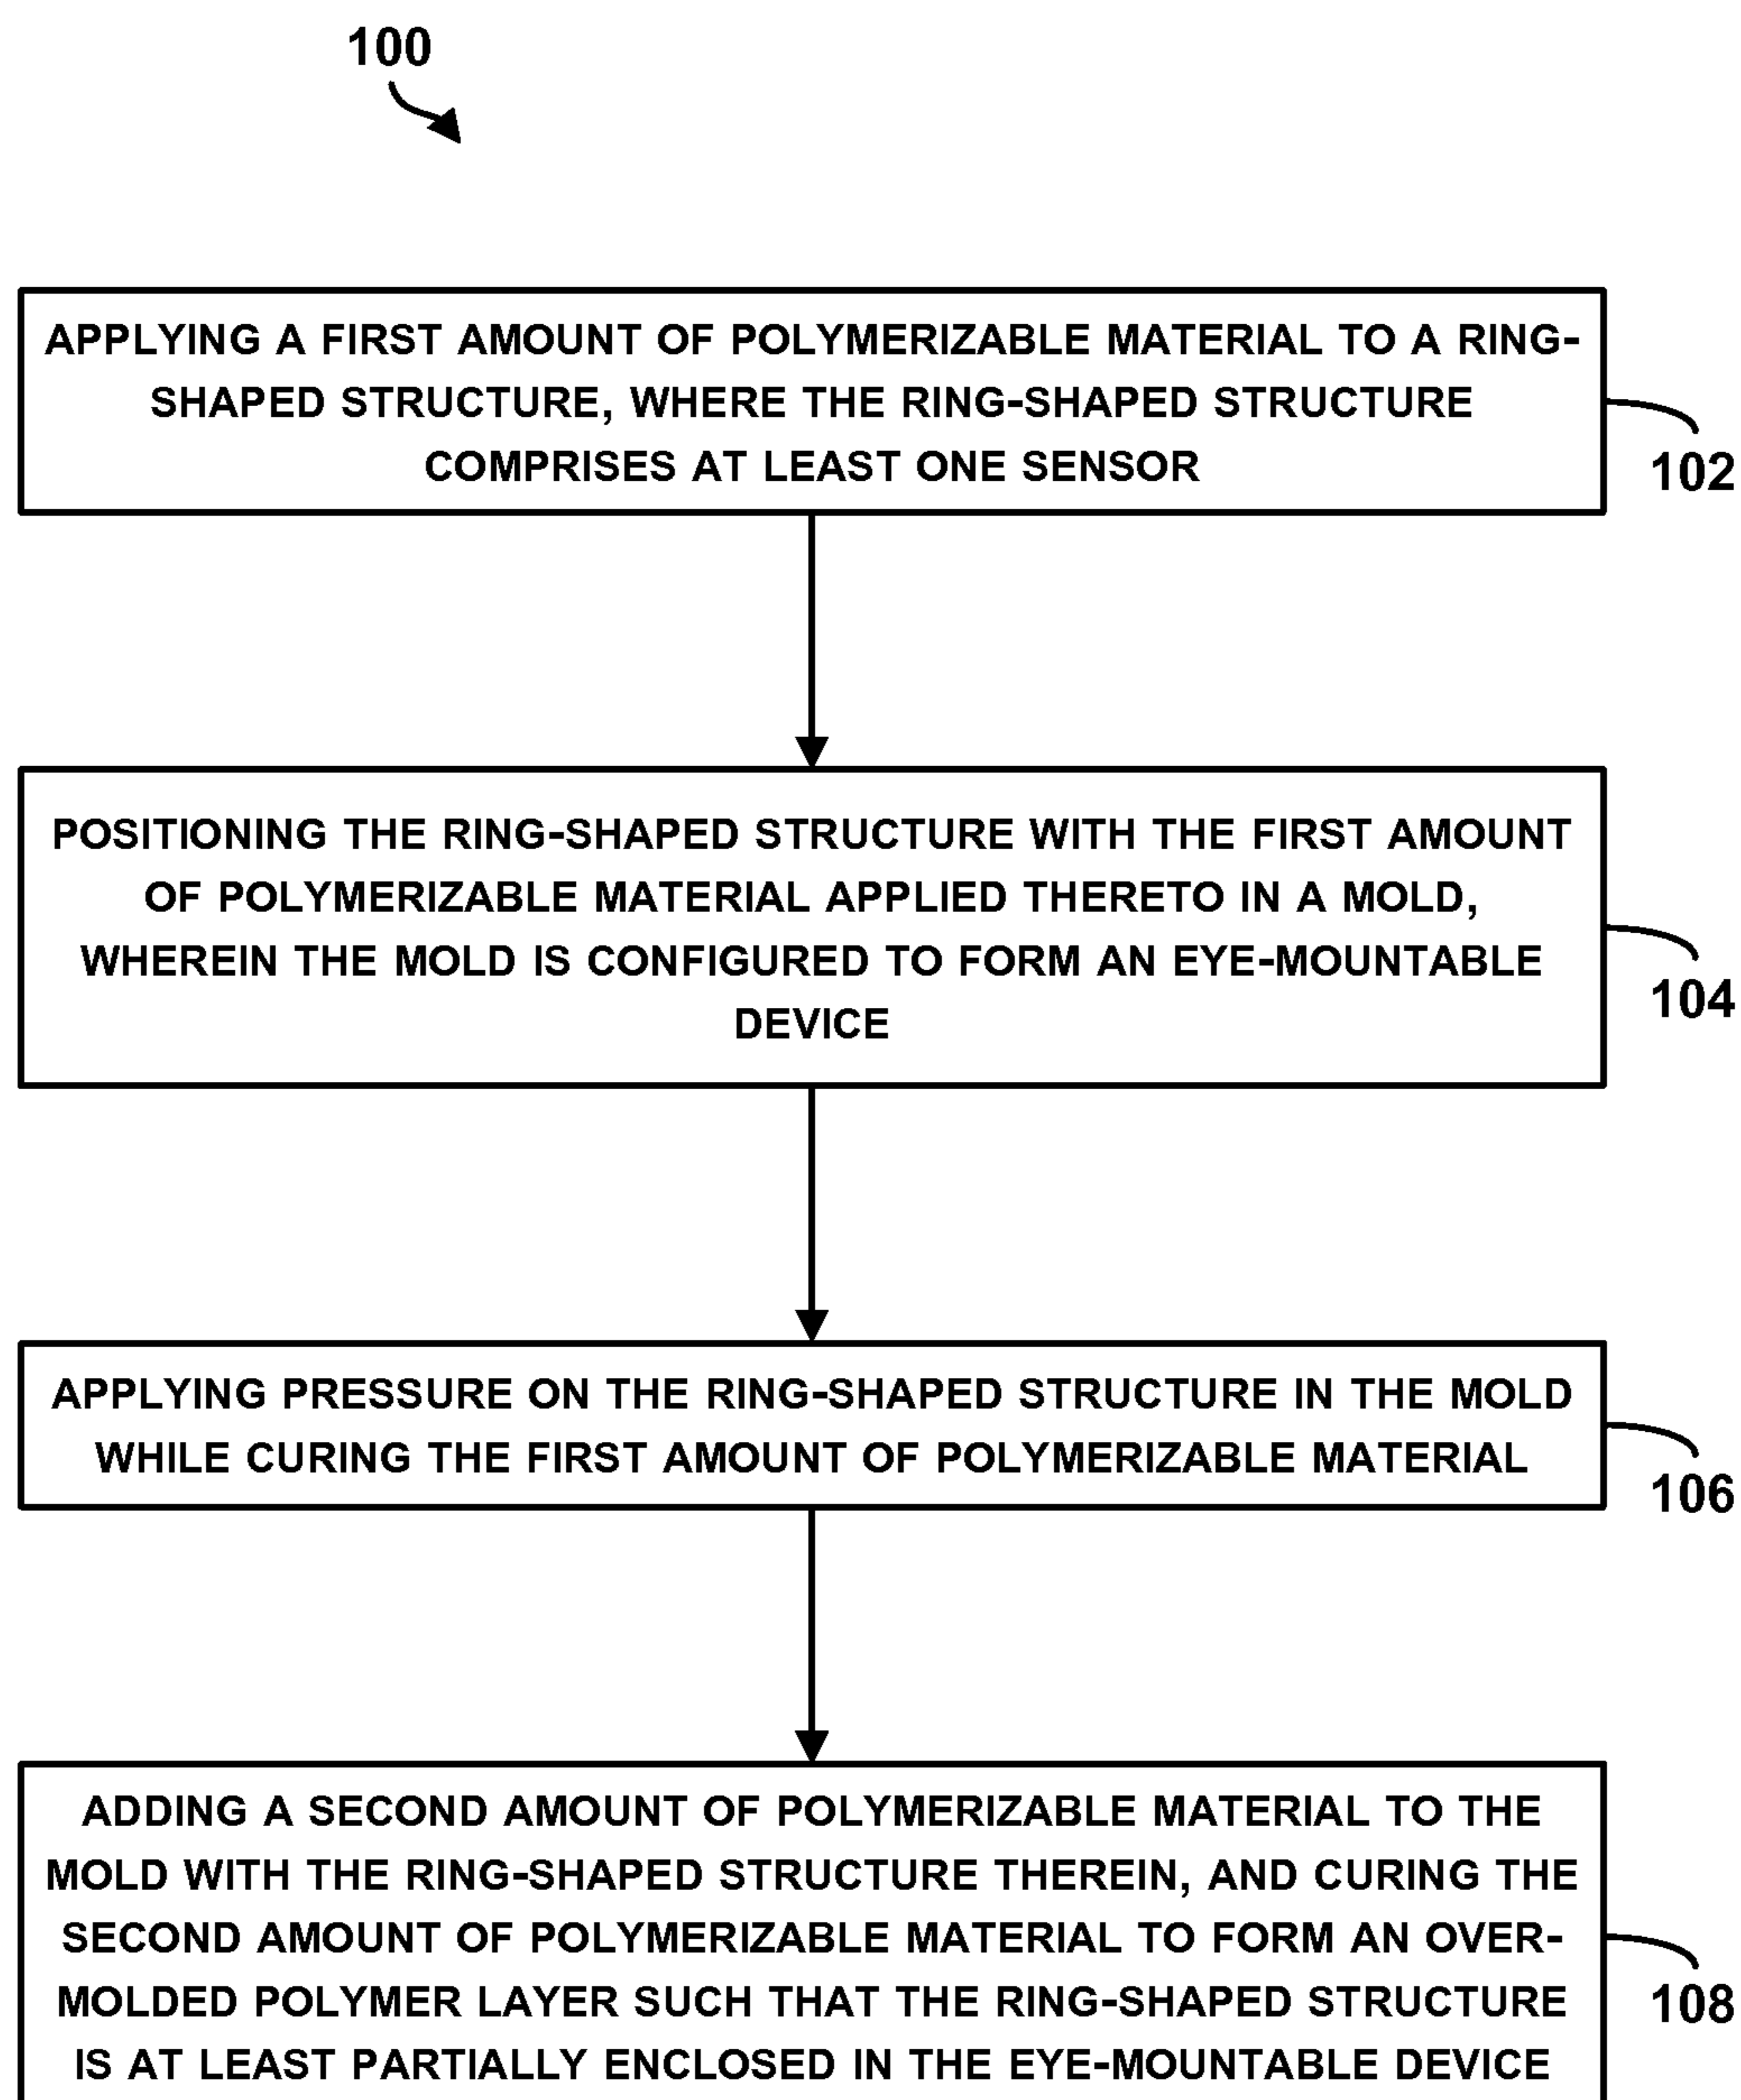 100
APPLYING A FIRST AMOUNT OF POLYMERIZABLE MATERIAL TO A RING-
SHAPED STRUCTURE, WHERE THE RING-SHAPED STRUCTURE
COMPRISES AT LEAST ONE SENSOR
102
POSITIONING THE RING-SHAPED STRUCTURE WITH THE FIRST AMOUNT
OF POLYMERIZABLE MATERIAL APPLIED THERETO IN A MOLD,
WHEREIN THE MOLD IS CONFIGURED TO FORM AN EYE-MOUNTABLE
DEVICE
104
APPLYING PRESSURE ON THE RING-SHAPED STRUCTURE IN THE MOLD
WHILE CURING THE FIRST AMOUNT OF POLYMERIZABLE MATERIAL
106
ADDING A SECOND AMOUNT OF POLYMERIZABLE MATERIAL TO THE
MOLD WITH THE RING-SHAPED STRUCTURE THEREIN, AND CURING THE
SECOND AMOUNT OF POLYMERIZABLE MATERIAL TO FORM AN OVER-
MOLDED POLYMER LAYER SUCH THAT THE RING-SHAPED STRUCTURE
IS AT LEAST PARTIALLY ENCLOSED IN THE EYE-MOUNTABLE DEVICE
108